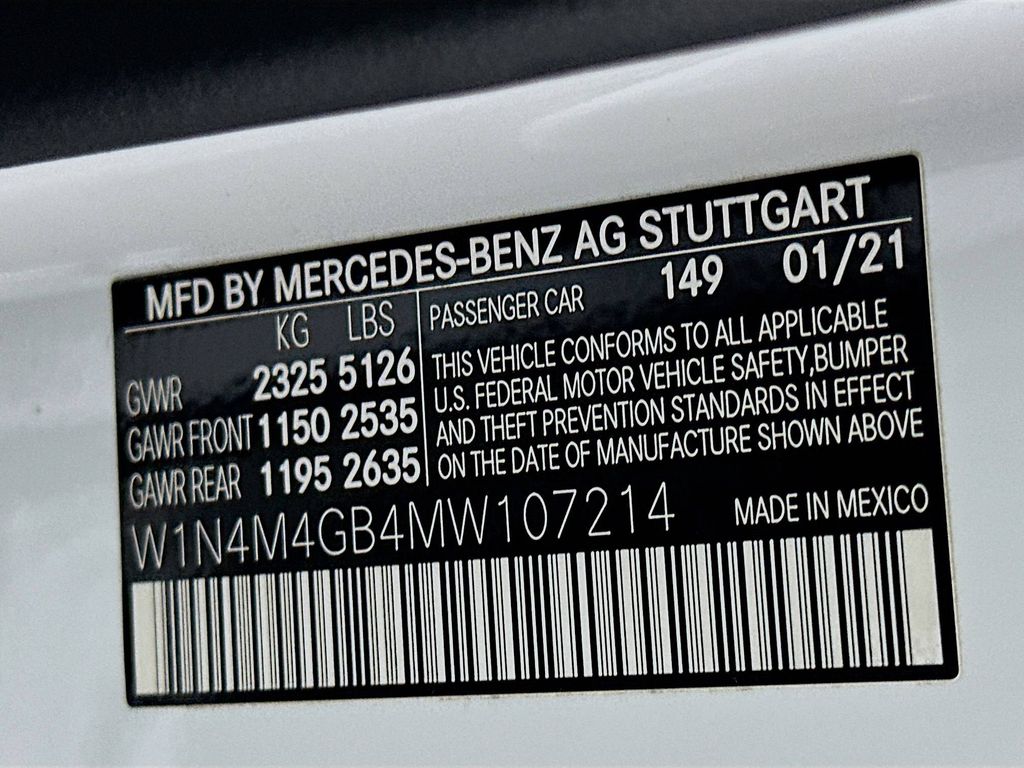 MFD BY MERCEDES-BENZ AG STUTTGART
KG LBS
GVWR 2325 5126
GAWR FRONT 1150 2535
GAWR REAR 1195 2635
PASSENGER CAR 149 01/21
THIS VEHICLE CONFORMS TO ALL APPLICABLE
U.S. FEDERAL MOTOR VEHICLE SAFETY,BUMPER
AND THEFT PREVENTION STANDARDS IN EFFECT
ON THE DATE OF MANUFACTURE SHOWN ABOVE
W1N4M4GB4MW107214 MADE IN MEXICO